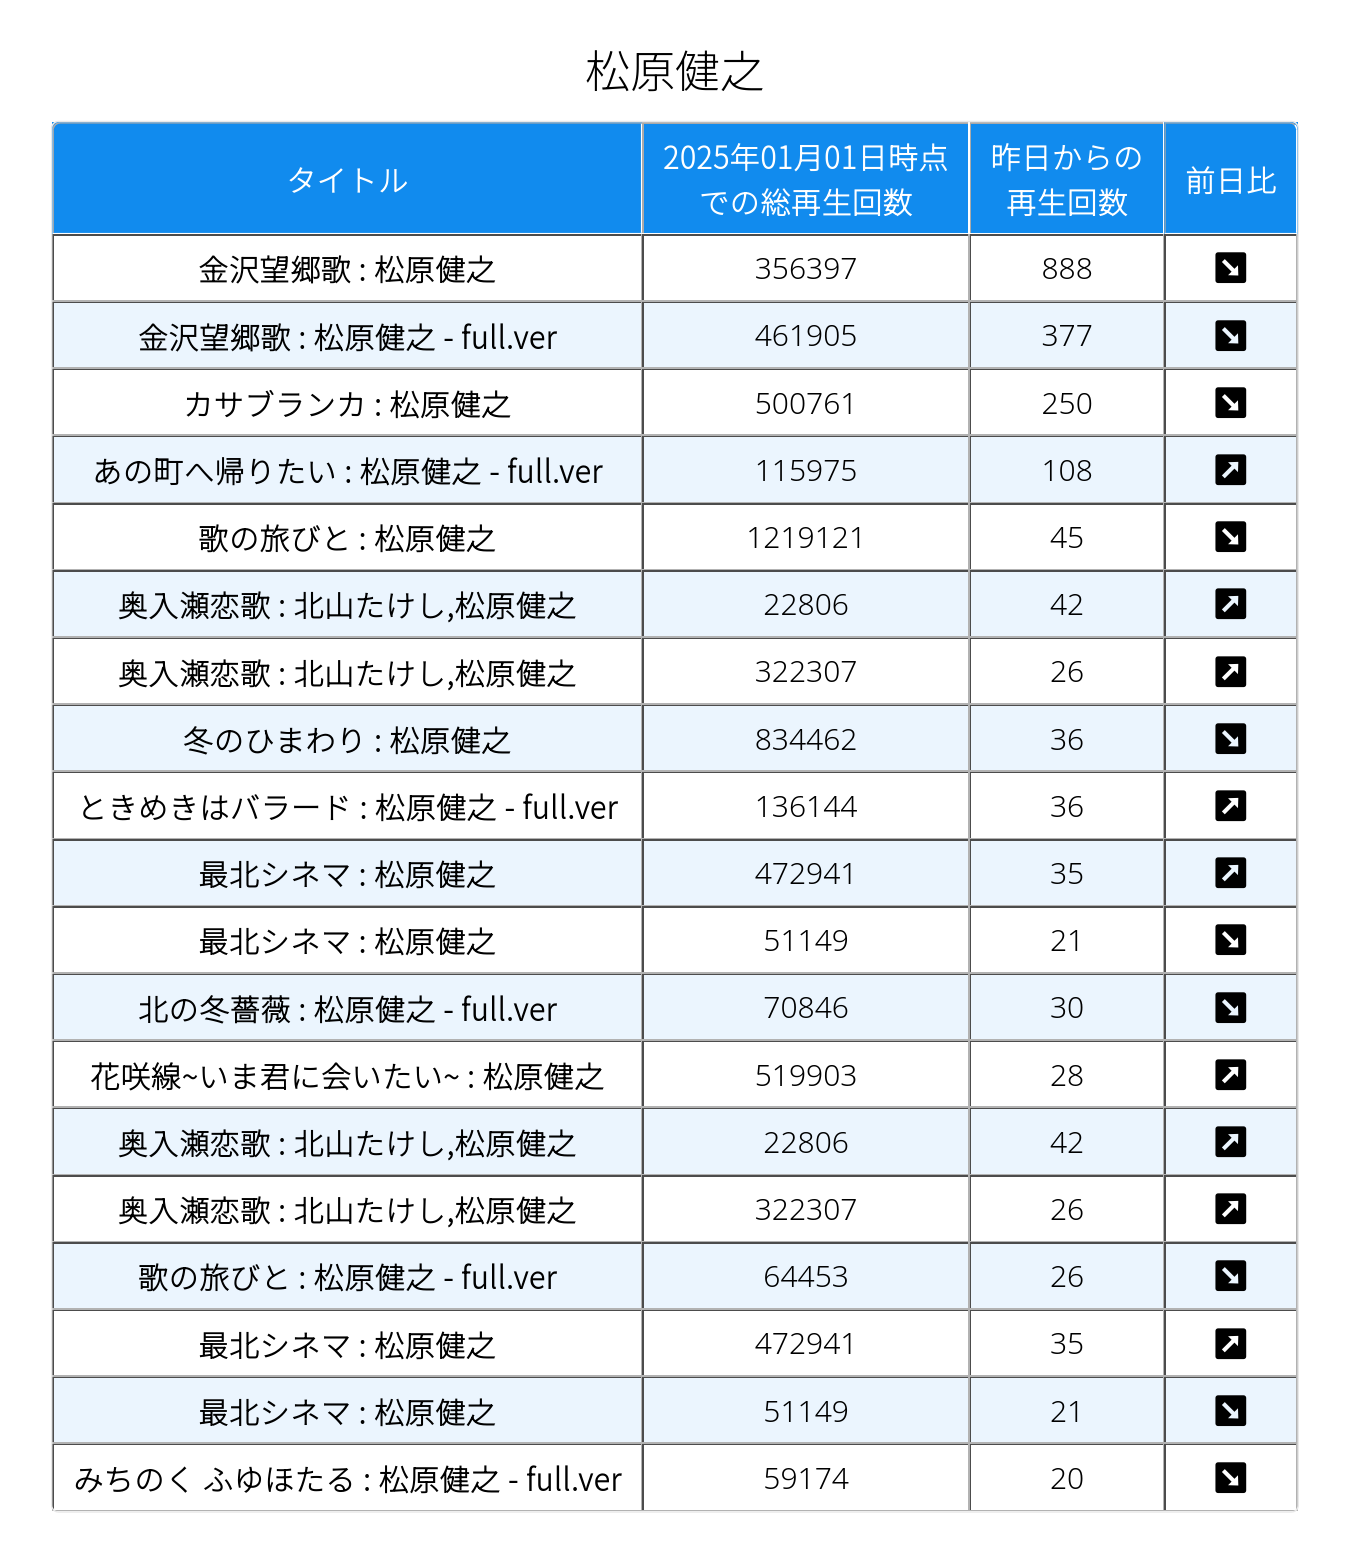 松原健之
タイトル 2025年01月01日時点での総再生回数 昨日からの再生回数 前日比
金沢望郷歌 : 松原健之 356397 888 ↘
金沢望郷歌 : 松原健之 - full.ver 461905 377 ↘
カサブランカ : 松原健之 500761 250 ↘
あの町へ帰りたい : 松原健之 - full.ver 115975 108 ↗
歌の旅びと : 松原健之 1219121 45 ↘
奥入瀬恋歌 : 北山たけし,松原健之 22806 42 ↗
奥入瀬恋歌 : 北山たけし,松原健之 322307 26 ↗
冬のひまわり : 松原健之 834462 36 ↘
ときめきはバラード : 松原健之 - full.ver 136144 36 ↗
最北シネマ : 松原健之 472941 35 ↗
最北シネマ : 松原健之 51149 21 ↘
北の冬薔薇 : 松原健之 - full.ver 70846 30 ↘
花咲線~いま君に会いたい~ : 松原健之 519903 28 ↗
奥入瀬恋歌 : 北山たけし,松原健之 22806 42 ↗
奥入瀬恋歌 : 北山たけし,松原健之 322307 26 ↗
歌の旅びと : 松原健之 - full.ver 64453 26 ↘
最北シネマ : 松原健之 472941 35 ↗
最北シネマ : 松原健之 51149 21 ↘
みちのく ふゆほたる : 松原健之 - full.ver 59174 20 ↘